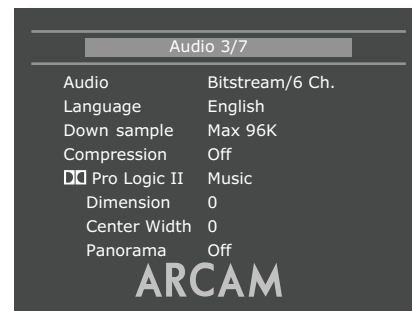 Audio 3/7
Audio Bitstream/6 Ch.
Language English
Down sample Max 96K
Compression Off
Pro Logic II Music
Dimension 0
Center Width 0
Panorama Off
ARCAM